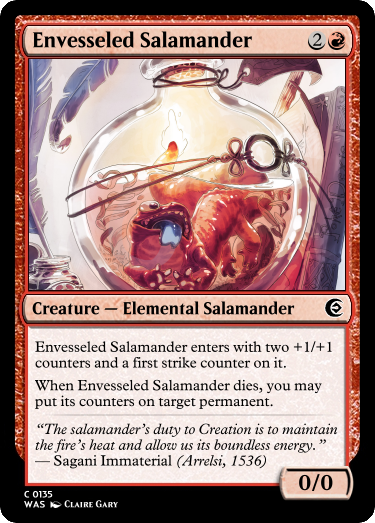 Envesseled Salamander 2
Creature — Elemental Salamander
Envesseled Salamander enters with two +1/+1
counters and a first strike counter on it.
When Envesseled Salamander dies, you may
put its counters on target permanent.
“The salamander’s duty to Creation is to maintain
the fire’s heat and allow us its boundless energy.”
— Sagani Immaterial (Arrelsi, 1536)
0/0
C 0135
WAS Claire Gary